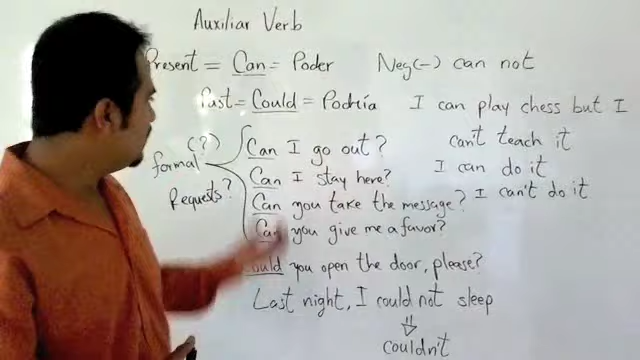 Auxiliar Verb
Present = Can = Poder Neg(-) can not
Past = Could = Podría I can play chess but I
can't teach it
(?) Can I go out?
formal Can I stay here? I can do it
Requests? Can you take the message? I can't do it
Can you give me a favor?
Could you open the door, please?
Last night, I could not sleep
⇓
couldn't